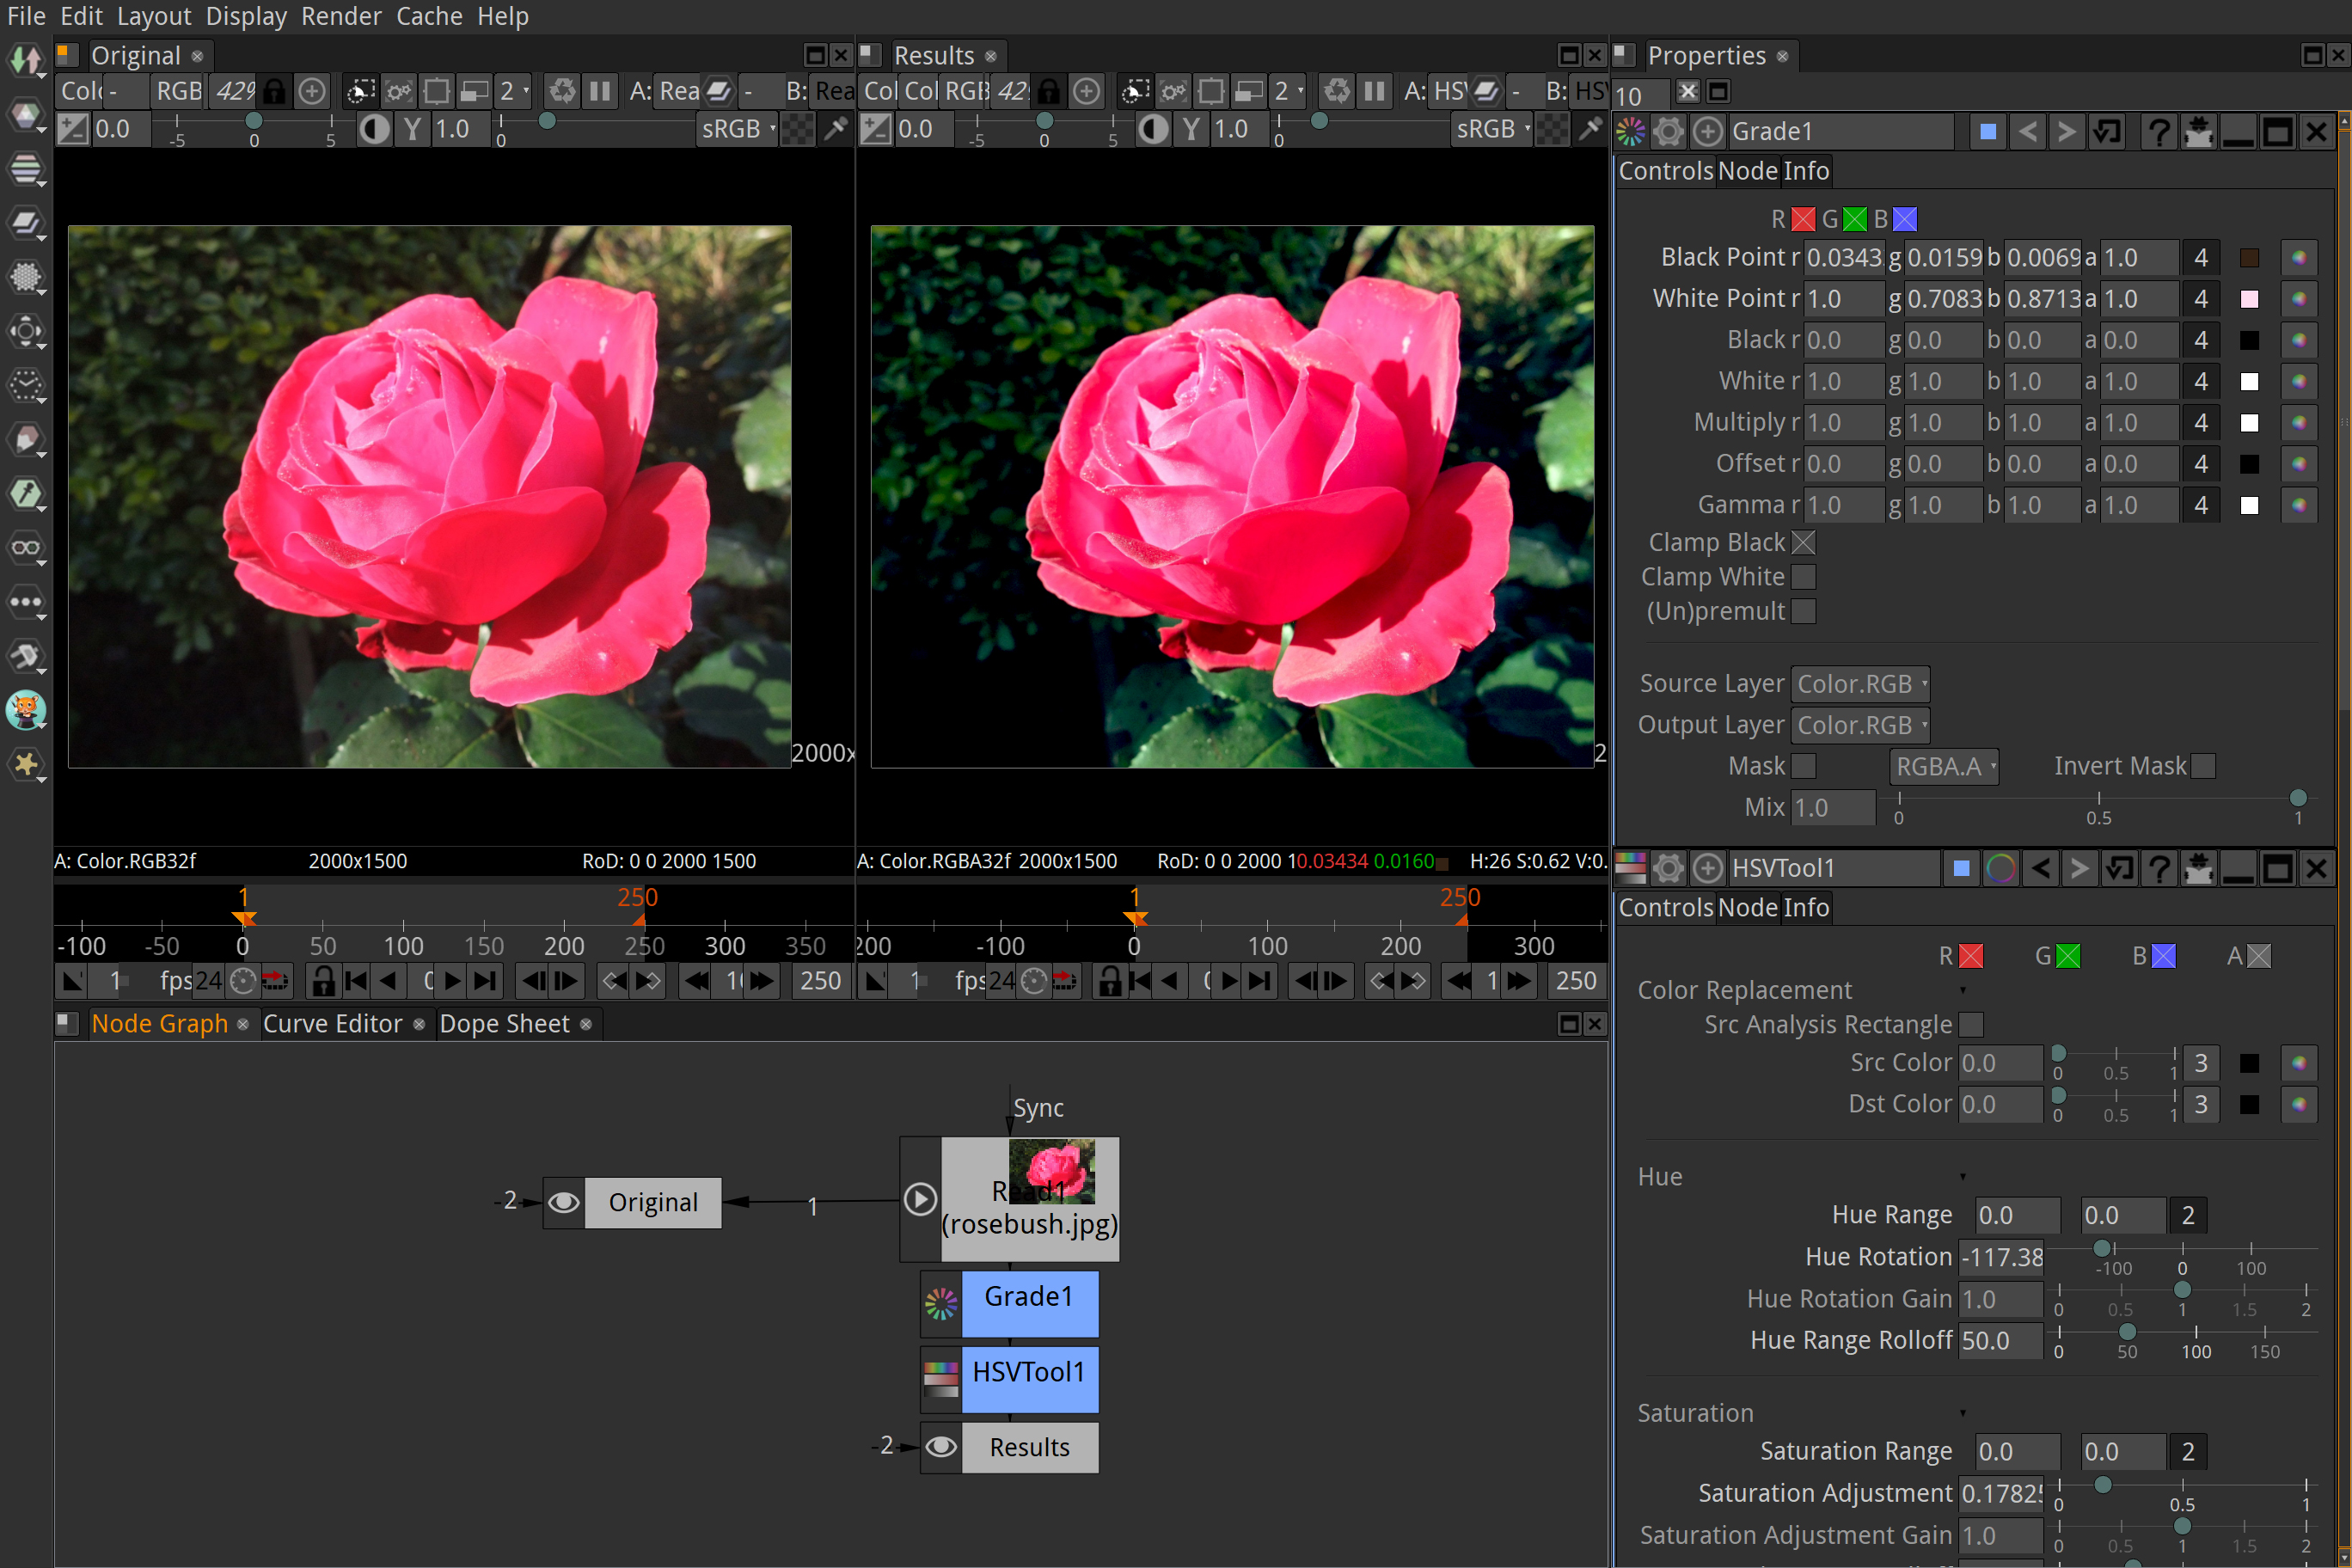 File Edit Layout Display Render Cache Help
Original
Results
Properties
Colo - RGB 42% 2 A: Rea - B: Rea
Col Col RGB 42 2 A: HSV - B: HSV
10
0.0 -5 0 5 Y 1.0 0 sRGB
0.0 -5 0 5 Y 1.0 0 sRGB
Grade1
Controls Node Info
R G B
Black Point r 0.0343 g 0.0159 b 0.0069 a 1.0 4
White Point r 1.0 g 0.7083 b 0.8713 a 1.0 4
Black r 0.0 g 0.0 b 0.0 a 0.0 4
White r 1.0 g 1.0 b 1.0 a 1.0 4
Multiply r 1.0 g 1.0 b 1.0 a 1.0 4
Offset r 0.0 g 0.0 b 0.0 a 0.0 4
Gamma r 1.0 g 1.0 b 1.0 a 1.0 4
Clamp Black
Clamp White
(Un)premult
Source Layer Color.RGB
Output Layer Color.RGB
Mask RGBA.A Invert Mask
Mix 1.0 0 0.5 1
2000x
2
A: Color.RGB32f 2000x1500 RoD: 0 0 2000 1500
A: Color.RGBA32f 2000x1500 RoD: 0 0 2000 1 0.03434 0.0160 H:26 S:0.62 V:0.
1 250
-100 -50 0 50 100 150 200 250 300 350
1 250
200 -100 0 100 200 300
1 fps 24 0 10 250
1 fps 24 0 1 250
HSVTool1
Controls Node Info
R G B A
Color Replacement
Src Analysis Rectangle
Src Color 0.0 0 0.5 1 3
Dst Color 0.0 0 0.5 1 3
Hue
Hue Range 0.0 0.0 2
Hue Rotation -117.38 -100 0 100
Hue Rotation Gain 1.0 0 0.5 1 1.5 2
Hue Range Rolloff 50.0 0 50 100 150
Saturation
Saturation Range 0.0 0.0 2
Saturation Adjustment 0.1782 0 0.5 1
Saturation Adjustment Gain 1.0 0 0.5 1 1.5 2
Node Graph Curve Editor Dope Sheet
Sync
-2 Original 1 Read1
(rosebush.jpg)
Grade1
HSVTool1
-2 Results